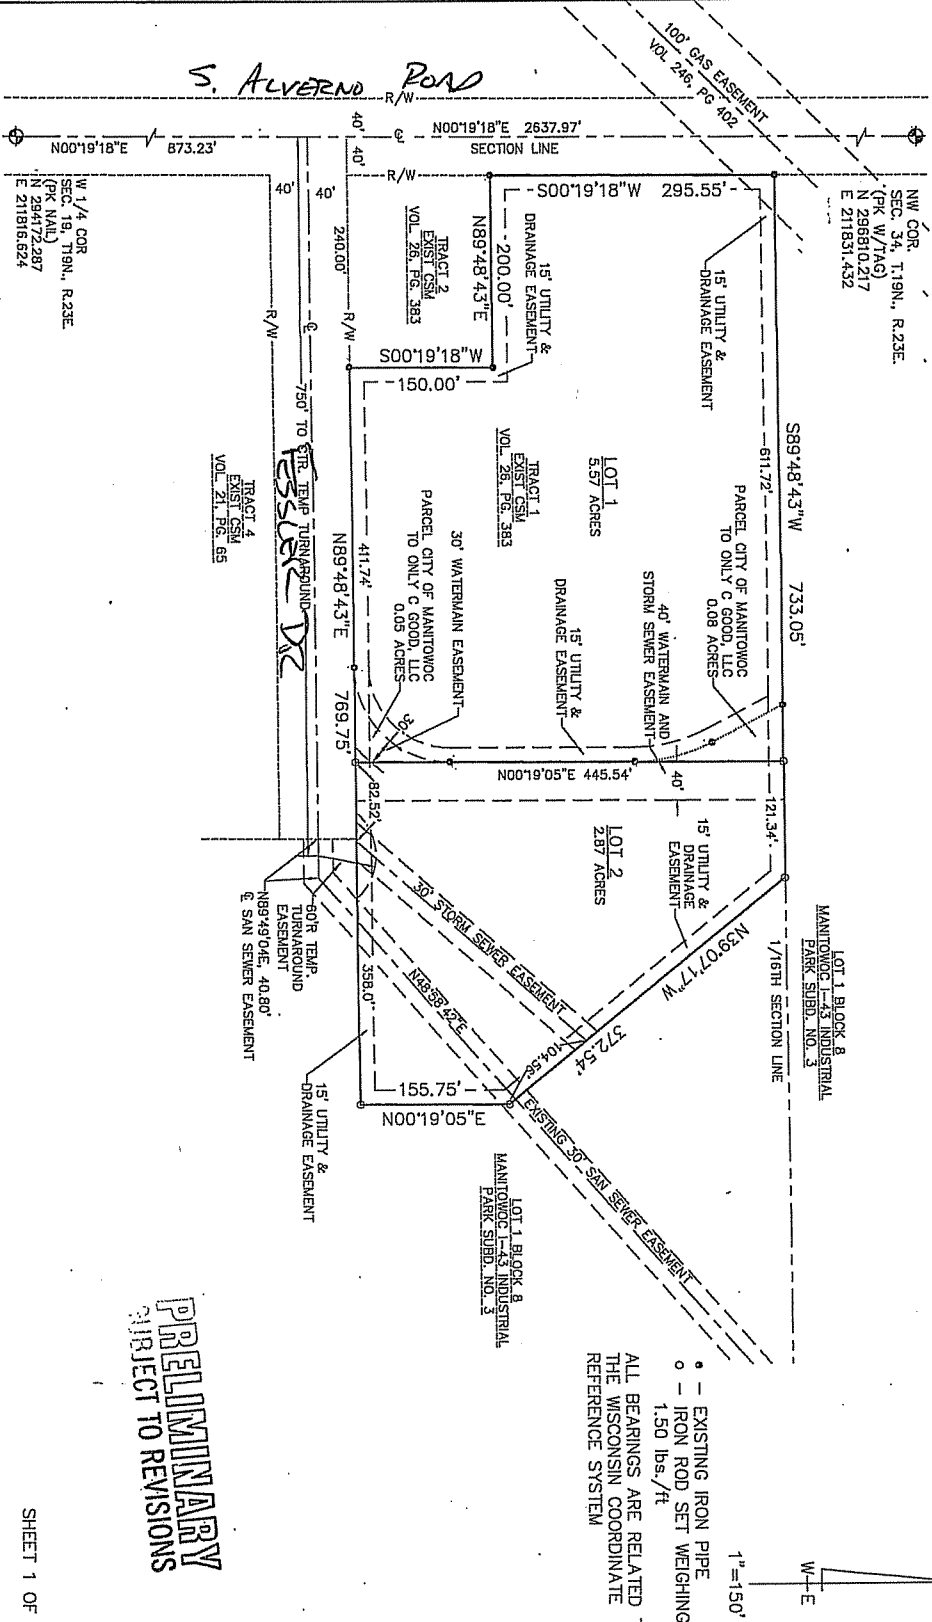 S. ALVERNO ROAD
R/W
40'
40'
℄
N00°19'18"E 2637.97'
SECTION LINE
N00°19'18"E 873.23'
R/W
100' GAS EASEMENT
VOL 246, PG 402
NW COR.
SEC. 34, T.19N., R.23E.
(PK W/TAG)
N 296810.217
E 211831.432
W 1/4 COR
SEC. 19, T19N., R.23E.
(PK NAIL)
N 294172.287
E 211816.624
40'
40'
240.00'
R/W
R/W
℄
TRACT 2
EXIST CSM
VOL 26, PG. 383
S00°19'18"W 295.55'
N89°48'43"E
200.00'
15' UTILITY &
DRAINAGE EASEMENT
15' UTILITY &
DRAINAGE EASEMENT
S00°19'18"W
150.00'
S89°48'43"W 733.05'
611.72'
LOT 1
5.57 ACRES
TRACT 1
EXIST CSM
VOL. 26, PG. 383
PARCEL CITY OF MANITOWOC
TO ONLY C GOOD, LLC
0.08 ACRES
40' WATERMAIN AND
STORM SEWER EASEMENT
15' UTILITY &
DRAINAGE EASEMENT
30' WATERMAIN EASEMENT
PARCEL CITY OF MANITOWOC
TO ONLY C GOOD, LLC
0.05 ACRES
411.74'
N89°48'43"E 769.75'
750' TO CTR. TEMP TURNAROUND
FESSLER DR
TRACT 4
EXIST CSM
VOL 21, PG. 65
30'
N00°19'05"E 445.54'
40'
82.52'
121.34'
15' UTILITY &
DRAINAGE
EASEMENT
LOT 2
2.87 ACRES
30' STORM SEWER EASEMENT
N39°07'17"W 372.54'
1/16TH SECTION LINE
LOT 1 BLOCK 8
MANITOWOC I-43 INDUSTRIAL
PARK SUBD. NO. 3
N48°58'42"E
104.56'
358.0'
60'R TEMP.
TURNAROUND
EASEMENT
N89°49'04E, 40.80'
℄ SAN SEWER EASEMENT
155.75'
N00°19'05"E
15' UTILITY &
DRAINAGE EASEMENT
EXISTING 30' SAN SEWER EASEMENT
LOT 1 BLOCK 8
MANITOWOC I-43 INDUSTRIAL
PARK SUBD. NO. 3
1"=150'
W E
- EXISTING IRON PIPE
- IRON ROD SET WEIGHING
1.50 lbs./ft
ALL BEARINGS ARE RELATED
THE WISCONSIN COORDINATE
REFERENCE SYSTEM
PRELIMINARY
SUBJECT TO REVISIONS
SHEET 1 OF